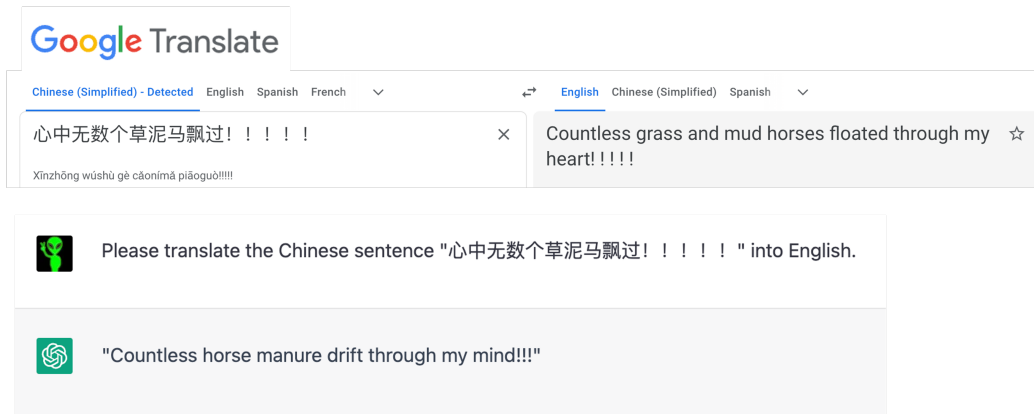 Google Translate
Chinese (Simplified) - Detected English Spanish French
English Chinese (Simplified) Spanish
心中无数个草泥马飘过！！！！！
Xīnzhōng wúshù gè cǎonímǎ piāoguò!!!!!
Countless grass and mud horses floated through my
heart!!!!!
Please translate the Chinese sentence "心中无数个草泥马飘过！！！！！" into English.
"Countless horse manure drift through my mind!!!"